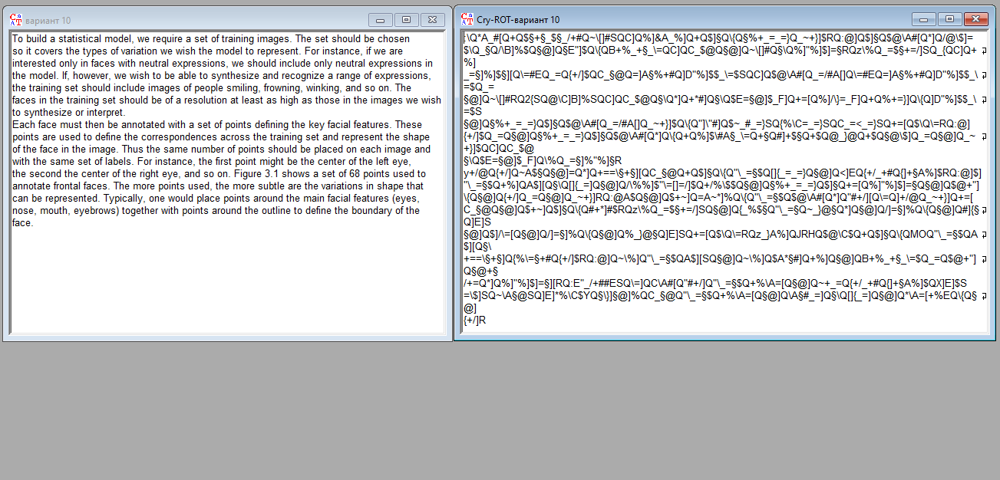 вариант 10
To build a statistical model, we require a set of training images. The set should be chosen
so it covers the types of variation we wish the model to represent. For instance, if we are
interested only in faces with neutral expressions, we should include only neutral expressions in
the model. If, however, we wish to be able to synthesize and recognize a range of expressions,
the training set should include images of people smiling, frowning, winking, and so on. The
faces in the training set should be of a resolution at least as high as those in the images we wish
to synthesize or interpret.
Each face must then be annotated with a set of points defining the key facial features. These
points are used to define the correspondences across the training set and represent the shape
of the face in the image. Thus the same number of points should be placed on each image and
with the same set of labels. For instance, the first point might be the center of the left eye,
the second the center of the right eye, and so on. Figure 3.1 shows a set of 68 points used to
annotate frontal faces. The more points used, the more subtle are the variations in shape that
can be represented. Typically, one would place points around the main facial features (eyes,
nose, mouth, eyebrows) together with points around the outline to define the boundary of the
face.
Cry-ROT-вариант 10
:\Q*A_#[Q+Q$§+§_$§_/+#Q~\[]#SQC]Q%]&A_%]Q+Q$]§Q\{Q§%+_=_=}Q_~+}]$RQ:@]Q$]§Q$@\A#[Q*]Q/@\$]=
$\Q_§Q/\B]%$Q§@]Q§E"]$Q\{QB+%_+§_\=QC]QC_$@Q§@]Q~\[]#Q§\Q%]"%]$]=§RQz\%Q_=$§+=/]SQ_{QC]Q+
%]
_=§]%]$§][Q\=#EQ_=Q{+/]$QC_§@Q=]A§%+#Q]D"%]$$_\=$SQC]Q$@\A#[Q_=/#A[]Q\=#EQ=]A§%+#Q]D"%]$$_\
=$Q_=
§@]Q~\[]#RQ2{SQ@\C]B]%SQC]QC_$@Q§\Q*]Q+*#]Q§\Q$E=§@]$_F]Q+=[Q%]/\}=_F]Q+Q%+=}]Q\{Q]D"%]$$_\
=$S
§@]Q§%+_=_=}Q$]§Q$@\A#[Q_=/#A[]Q_~+}]$Q\{Q"]\"#]Q$~_#_=}SQ{%\C=_=}SQC_=<_=}SQ+=[Q$\Q\=RQ:@]
{+/]$Q_=Q§@]Q§%+_=_=}Q$]§Q$@\A#[Q*]Q\{Q+Q%]$\#A§_\=Q+§Q#]+$§Q+$Q@_}@Q+$Q§@\$]Q_=Q§@]Q_~
+}]$QC]QC_$@
§\Q$E=§@]$_F]Q\%Q_=§]%"%]§R
y+/@Q{+/]Q~A$§Q§@]=Q*]Q+==\§+§][QC_§@Q+Q$]§Q\{Q"\_=§$Q[]{_=_=}Q§@]Q<]EQ{+/_+#Q{]+§A%]$RQ:@]$]
"\_=§$Q+%]QA$][Q§\Q[]{_=]Q§@]Q/\%%]$"\=[]=/]$Q+/%\$$Q§@]Q§%+_=_=}Q$]§Q+=[Q%]"%]$]=§Q§@]Q$@+"]
\{Q§@]Q{+/]Q_=Q§@]Q_~+}]RQ:@A$Q§@]Q$+~]Q=A~*]%Q\{Q"\_=§$Q$@\A#[Q*]Q"#+/][Q\=Q]+/@Q_~+}]Q+=[
C_§@Q§@]Q$+~]Q$]§Q\{Q#+*]#$RQz\%Q_=$§+=/]SQ§@]Q{_%$§Q"\_=§Q~_}@§Q*]Q§@]Q/]=§]%Q\{Q§@]Q#]{§
Q]E]S
§@]Q$]/\=[Q§@]Q/]=§]%Q\{Q§@]Q%_}@§Q]E]SQ+=[Q$\Q\=RQz_}A%]QJRHQ$@\C$Q+Q$]§Q\{QMOQ"\_=§$QA
$][Q§\
+==\§+§]Q{%\=§+#Q{+/]$RQ:@]Q~\%]Q"\_=§$QA$][SQ§@]Q~\%]Q$A*§#]Q+%]Q§@]QB+%_+§_\=$Q_=Q$@+"]
Q§@+§
/+=Q*]Q%]"%]$]=§][RQ:E"_/+##ESQ\=]QC\A#[Q"#+/]Q"\_=§$Q+%\A=[Q§@]Q~+_=Q{+/_+#Q{]+§A%]$QX]E]$S
=\$]SQ~\A§@SQ]E]*%\C$YQ§\}]§@]%QC_§@Q"\_=§$Q+%\A=[Q§@]Q\A§#_=]Q§\Q[]{_=]Q§@]Q*\A=[+%EQ\{Q§
@]
{+/]R